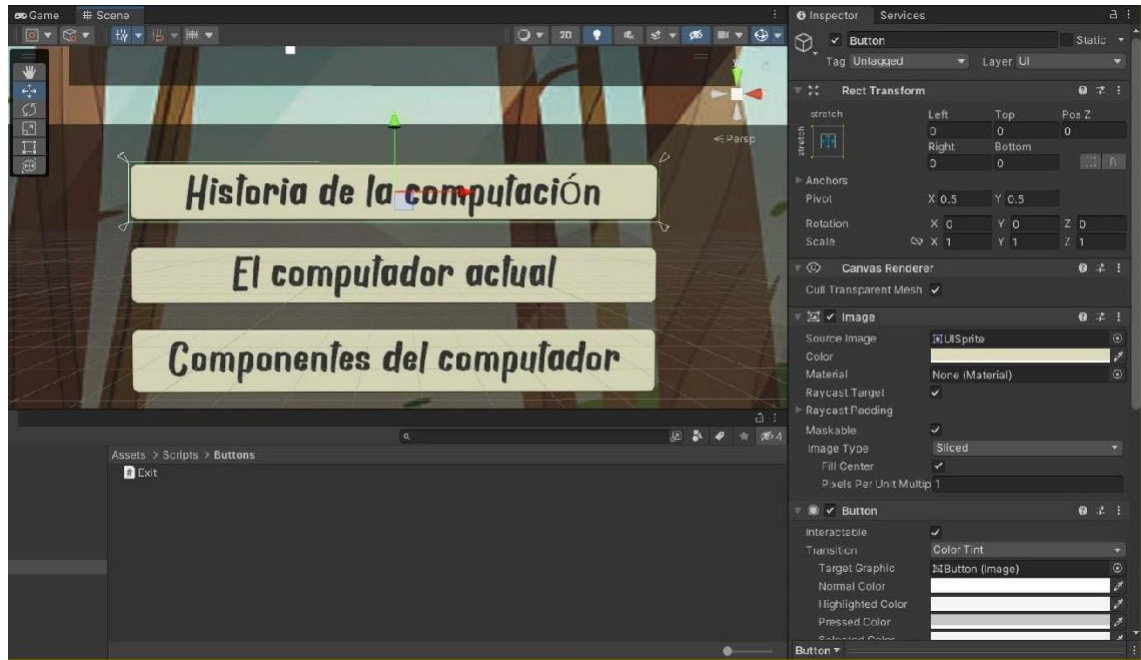 Game
Scene
2D
Persp
Historia de la computación
El computador actual
Componentes del computador
4
Assets > Scripts > Buttons
Exit
Inspector
Services
Button
Static
Tag Untagged
Layer UI
Rect Transform
stretch
stretch
Left
Top
Pos Z
0
0
0
Right
Bottom
0
0
Anchors
Pivot
X 0.5
Y 0.5
Rotation
X 0
Y 0
Z 0
Scale
X 1
Y 1
Z 1
Canvas Renderer
Cull Transparent Mesh
Image
Source Image
UISprite
Color
Material
None (Material)
Raycast Target
Raycast Padding
Maskable
Image Type
Sliced
Fill Center
Pixels Per Unit Multip 1
Button
Interactable
Transition
Color Tint
Target Graphic
Button (Image)
Normal Color
Highlighted Color
Pressed Color
Selected Color
Button